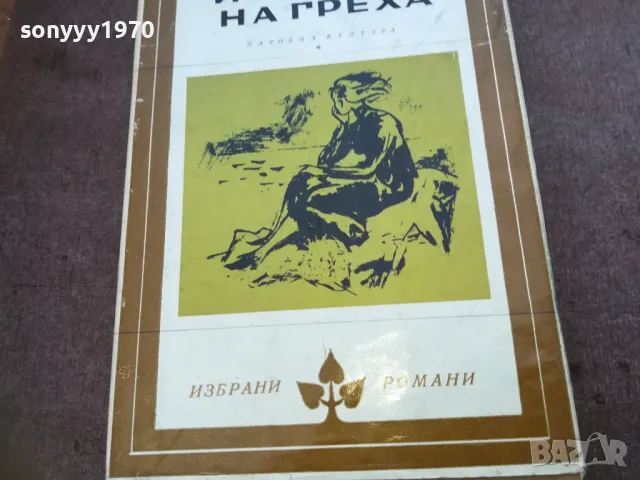 sonyyy1970
НА ГРЕХА
НАРОДНА КУЛТУРА
ИЗБРАНИ РОМАНИ
BAZAR